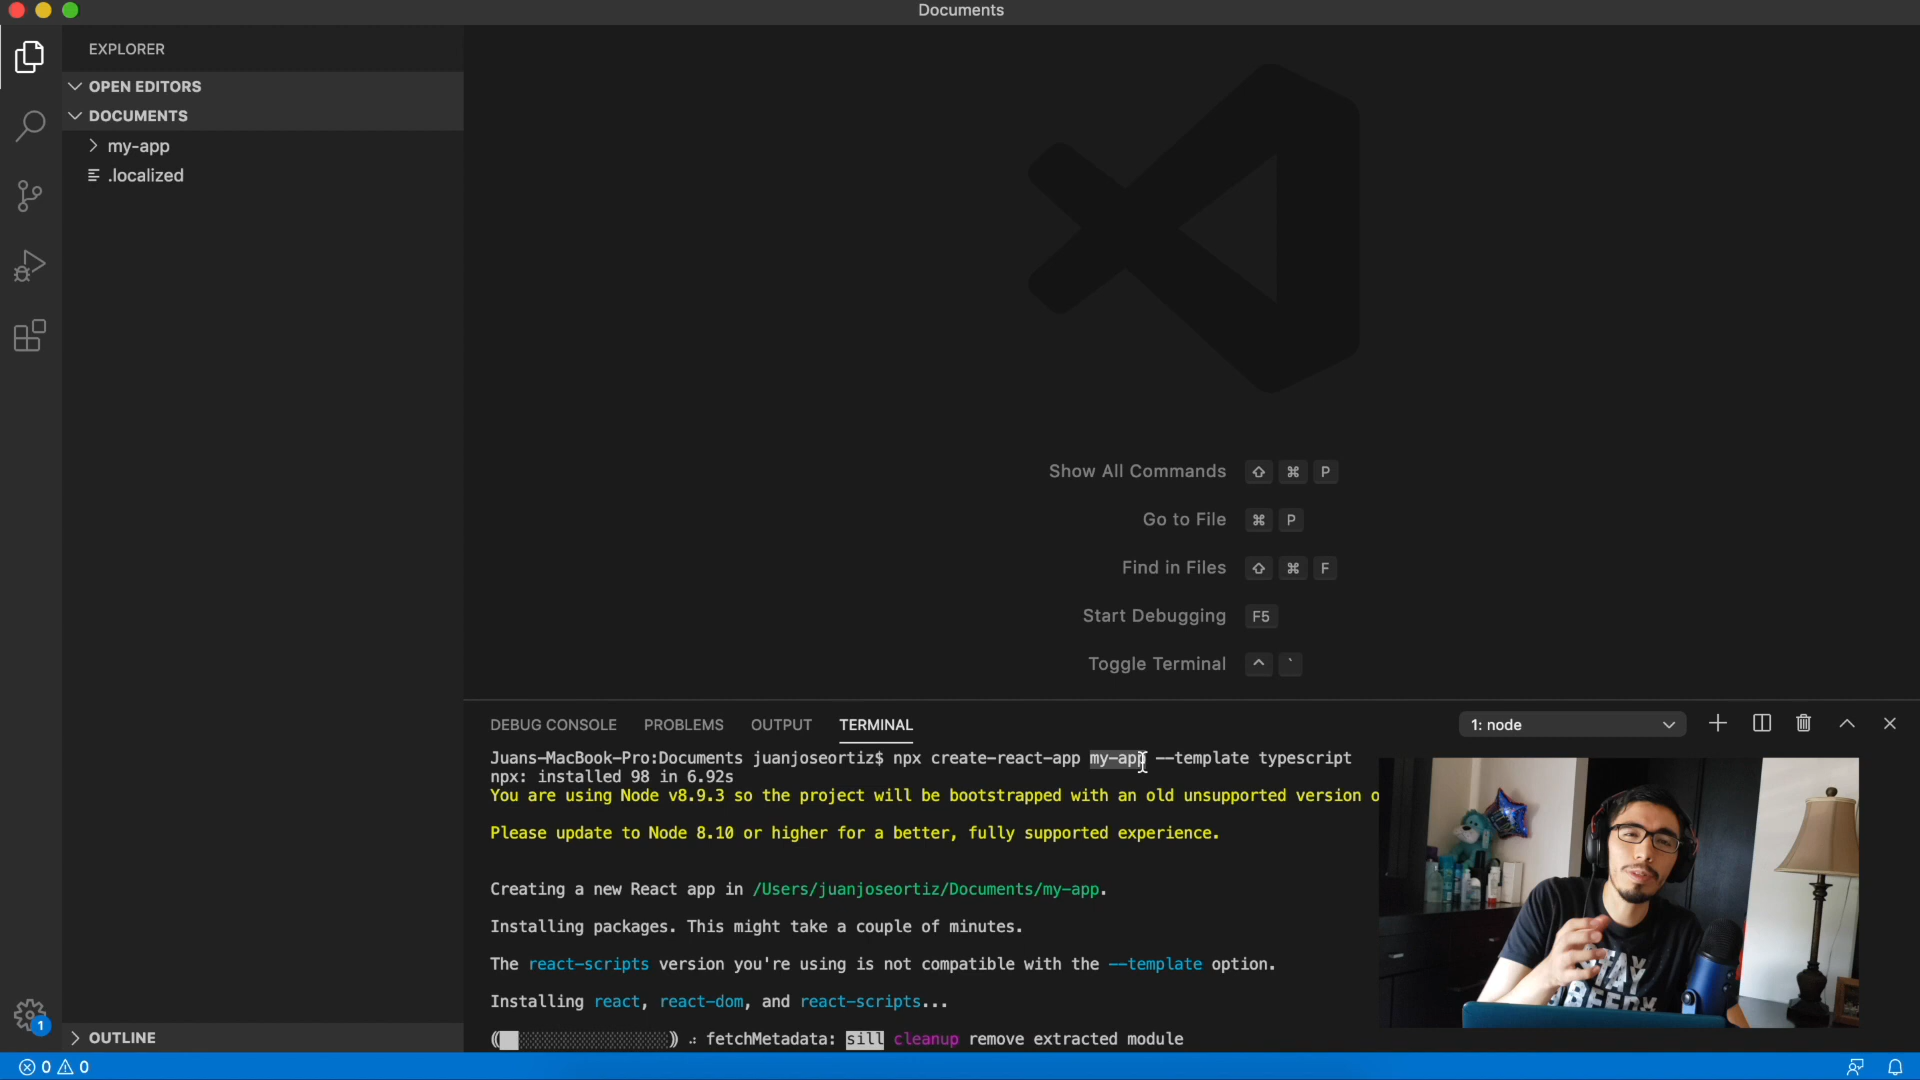 Documents
EXPLORER
OPEN EDITORS
DOCUMENTS
my-app
.localized
Show All Commands ⇧ ⌘ P
Go to File ⌘ P
Find in Files ⇧ ⌘ F
Start Debugging F5
Toggle Terminal ^ `
DEBUG CONSOLE PROBLEMS OUTPUT TERMINAL 1: node
Juans-MacBook-Pro:Documents juanjoseortiz$ npx create-react-app my-app --template typescript
npx: installed 98 in 6.92s
You are using Node v8.9.3 so the project will be bootstrapped with an old unsupported version o
Please update to Node 8.10 or higher for a better, fully supported experience.
Creating a new React app in /Users/juanjoseortiz/Documents/my-app.
Installing packages. This might take a couple of minutes.
The react-scripts version you're using is not compatible with the --template option.
Installing react, react-dom, and react-scripts...
fetchMetadata: sill cleanup remove extracted module
STAY
1
OUTLINE
0 0